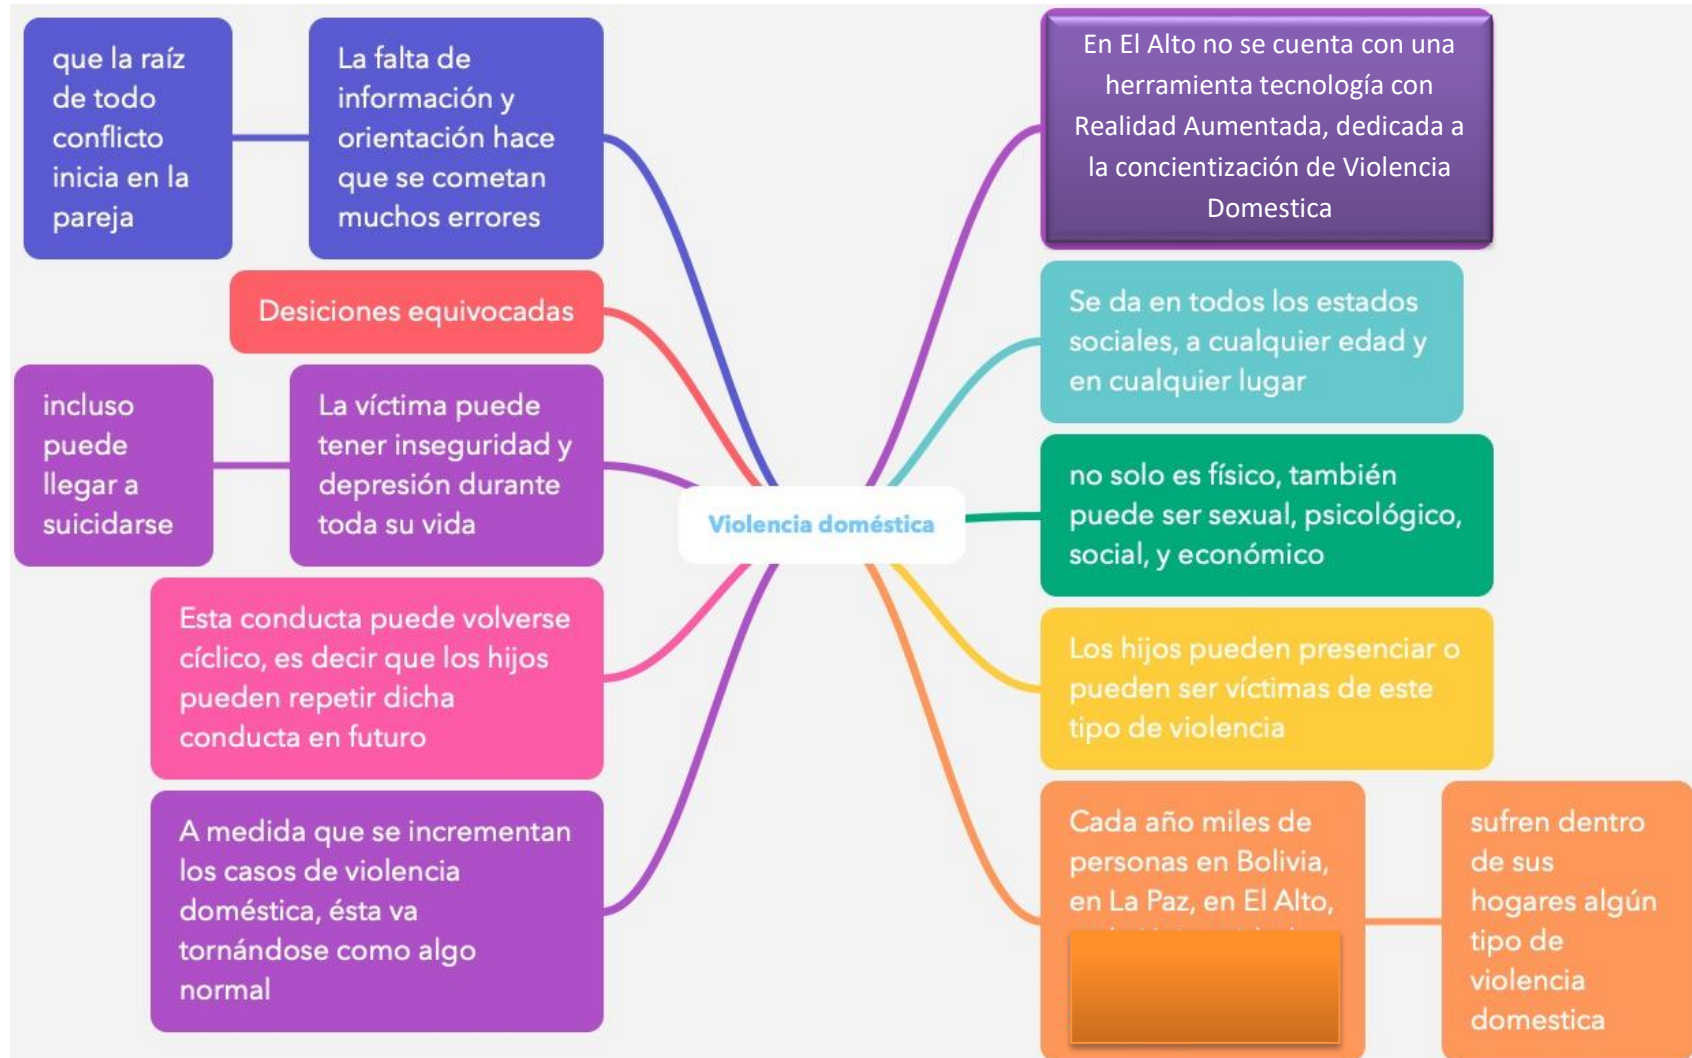 que la raíz
de todo
conflicto
inicia en la
pareja
La falta de
información y
orientación hace
que se cometan
muchos errores
Desiciones equivocadas
incluso
puede
llegar a
suicidarse
La víctima puede
tener inseguridad y
depresión durante
toda su vida
Esta conducta puede volverse
cíclico, es decir que los hijos
pueden repetir dicha
conducta en futuro
A medida que se incrementan
los casos de violencia
doméstica, ésta va
tornándose como algo
normal
Violencia doméstica
En El Alto no se cuenta con una
herramienta tecnología con
Realidad Aumentada, dedicada a
la concientización de Violencia
Domestica
Se da en todos los estados
sociales, a cualquier edad y
en cualquier lugar
no solo es físico, también
puede ser sexual, psicológico,
social, y económico
Los hijos pueden presenciar o
pueden ser víctimas de este
tipo de violencia
Cada año miles de
personas en Bolivia,
en La Paz, en El Alto,
sufren dentro
de sus
hogares algún
tipo de
violencia
domestica